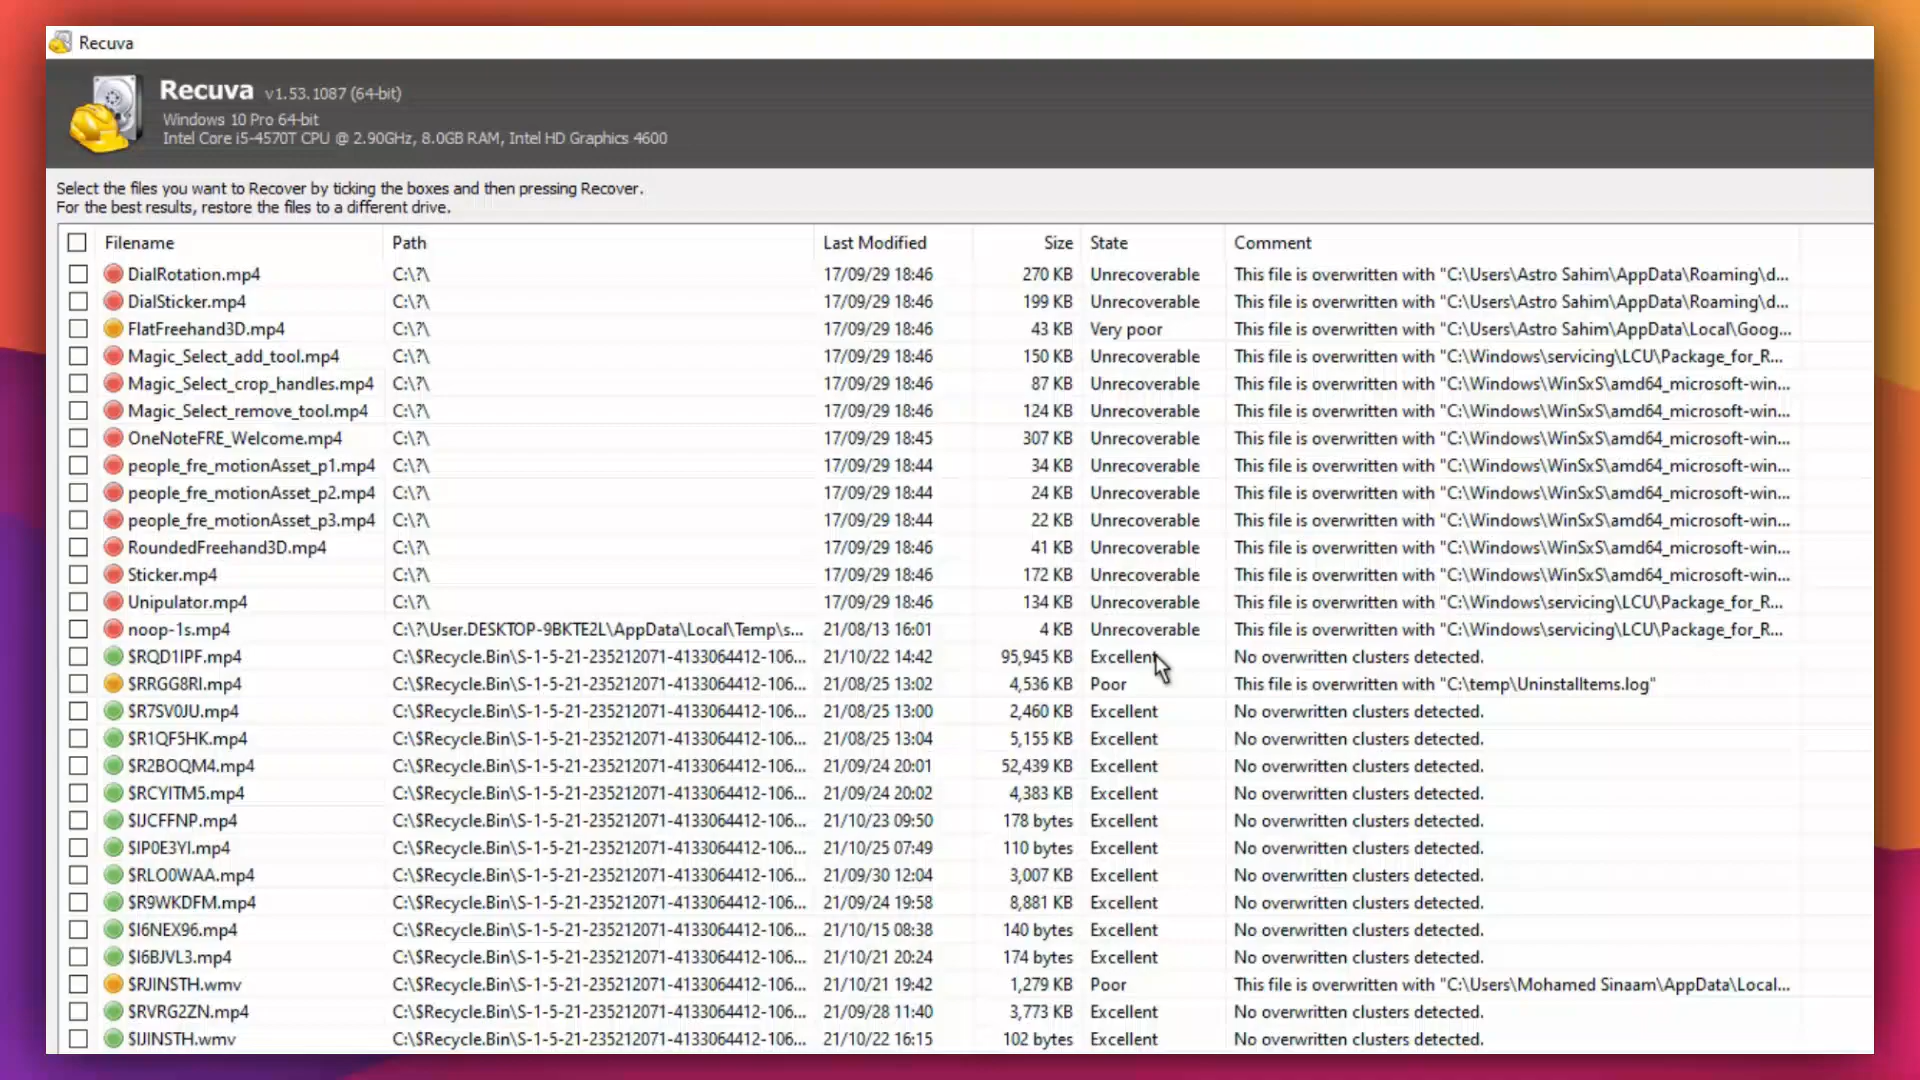 Recuva
Recuva v1.53.1087 (64-bit)
Windows 10 Pro 64-bit
Intel Core i5-4570T CPU @ 2.90GHz, 8.0GB RAM, Intel HD Graphics 4600
Select the files you want to Recover by ticking the boxes and then pressing Recover.
For the best results, restore the files to a different drive.
Filename Path Last Modified Size State Comment
DialRotation.mp4 C:\?\ 17/09/29 18:46 270 KB Unrecoverable This file is overwritten with "C:\Users\Astro Sahim\AppData\Roaming\d...
DialSticker.mp4 C:\?\ 17/09/29 18:46 199 KB Unrecoverable This file is overwritten with "C:\Users\Astro Sahim\AppData\Roaming\d...
FlatFreehand3D.mp4 C:\?\ 17/09/29 18:46 43 KB Very poor This file is overwritten with "C:\Users\Astro Sahim\AppData\Local\Goog...
Magic_Select_add_tool.mp4 C:\?\ 17/09/29 18:46 150 KB Unrecoverable This file is overwritten with "C:\Windows\servicing\LCU\Package_for_R...
Magic_Select_crop_handles.mp4 C:\?\ 17/09/29 18:46 87 KB Unrecoverable This file is overwritten with "C:\Windows\WinSxS\amd64_microsoft-win...
Magic_Select_remove_tool.mp4 C:\?\ 17/09/29 18:46 124 KB Unrecoverable This file is overwritten with "C:\Windows\WinSxS\amd64_microsoft-win...
OneNoteFRE_Welcome.mp4 C:\?\ 17/09/29 18:45 307 KB Unrecoverable This file is overwritten with "C:\Windows\WinSxS\amd64_microsoft-win...
people_fre_motionAsset_p1.mp4 C:\?\ 17/09/29 18:44 34 KB Unrecoverable This file is overwritten with "C:\Windows\WinSxS\amd64_microsoft-win...
people_fre_motionAsset_p2.mp4 C:\?\ 17/09/29 18:44 24 KB Unrecoverable This file is overwritten with "C:\Windows\WinSxS\amd64_microsoft-win...
people_fre_motionAsset_p3.mp4 C:\?\ 17/09/29 18:44 22 KB Unrecoverable This file is overwritten with "C:\Windows\WinSxS\amd64_microsoft-win...
RoundedFreehand3D.mp4 C:\?\ 17/09/29 18:46 41 KB Unrecoverable This file is overwritten with "C:\Windows\WinSxS\amd64_microsoft-win...
Sticker.mp4 C:\?\ 17/09/29 18:46 172 KB Unrecoverable This file is overwritten with "C:\Windows\WinSxS\amd64_microsoft-win...
Unipulator.mp4 C:\?\ 17/09/29 18:46 134 KB Unrecoverable This file is overwritten with "C:\Windows\servicing\LCU\Package_for_R...
noop-1s.mp4 C:\?\User.DESKTOP-9BKTE2L\AppData\Local\Temp\s... 21/08/13 16:01 4 KB Unrecoverable This file is overwritten with "C:\Windows\servicing\LCU\Package_for_R...
$RQD1IPF.mp4 C:\$Recycle.Bin\S-1-5-21-235212071-4133064412-106... 21/10/22 14:42 95,945 KB Excellent No overwritten clusters detected.
$RRGG8RI.mp4 C:\$Recycle.Bin\S-1-5-21-235212071-4133064412-106... 21/08/25 13:02 4,536 KB Poor This file is overwritten with "C:\temp\UninstalItems.log"
$R7SV0JU.mp4 C:\$Recycle.Bin\S-1-5-21-235212071-4133064412-106... 21/08/25 13:00 2,460 KB Excellent No overwritten clusters detected.
$R1QF5HK.mp4 C:\$Recycle.Bin\S-1-5-21-235212071-4133064412-106... 21/08/25 13:04 5,155 KB Excellent No overwritten clusters detected.
$R2BOQM4.mp4 C:\$Recycle.Bin\S-1-5-21-235212071-4133064412-106... 21/09/24 20:01 52,439 KB Excellent No overwritten clusters detected.
$RCYITM5.mp4 C:\$Recycle.Bin\S-1-5-21-235212071-4133064412-106... 21/09/24 20:02 4,383 KB Excellent No overwritten clusters detected.
$IJCFFNP.mp4 C:\$Recycle.Bin\S-1-5-21-235212071-4133064412-106... 21/10/23 09:50 178 bytes Excellent No overwritten clusters detected.
$IP0E3YI.mp4 C:\$Recycle.Bin\S-1-5-21-235212071-4133064412-106... 21/10/25 07:49 110 bytes Excellent No overwritten clusters detected.
$RLO0WAA.mp4 C:\$Recycle.Bin\S-1-5-21-235212071-4133064412-106... 21/09/30 12:04 3,007 KB Excellent No overwritten clusters detected.
$R9WKDFM.mp4 C:\$Recycle.Bin\S-1-5-21-235212071-4133064412-106... 21/09/24 19:58 8,881 KB Excellent No overwritten clusters detected.
$I6NEX96.mp4 C:\$Recycle.Bin\S-1-5-21-235212071-4133064412-106... 21/10/15 08:38 140 bytes Excellent No overwritten clusters detected.
$I6BJVL3.mp4 C:\$Recycle.Bin\S-1-5-21-235212071-4133064412-106... 21/10/21 20:24 174 bytes Excellent No overwritten clusters detected.
$RJINSTH.wmv C:\$Recycle.Bin\S-1-5-21-235212071-4133064412-106... 21/10/21 19:42 1,279 KB Poor This file is overwritten with "C:\Users\Mohamed Sinaam\AppData\Local...
$RVRG2ZN.mp4 C:\$Recycle.Bin\S-1-5-21-235212071-4133064412-106... 21/09/28 11:40 3,773 KB Excellent No overwritten clusters detected.
$IJINSTH.wmv C:\$Recycle.Bin\S-1-5-21-235212071-4133064412-106... 21/10/22 16:15 102 bytes Excellent No overwritten clusters detected.